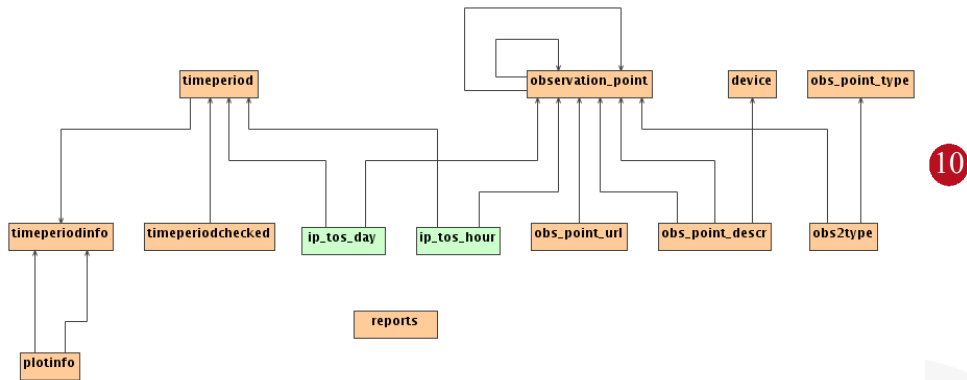 timeperiod
observation_point
device
obs_point_type
10
timeperiodinfo
timeperiodchecked
ip_tos_day
ip_tos_hour
obs_point_url
obs_point_descr
obs2type
reports
plotinfo